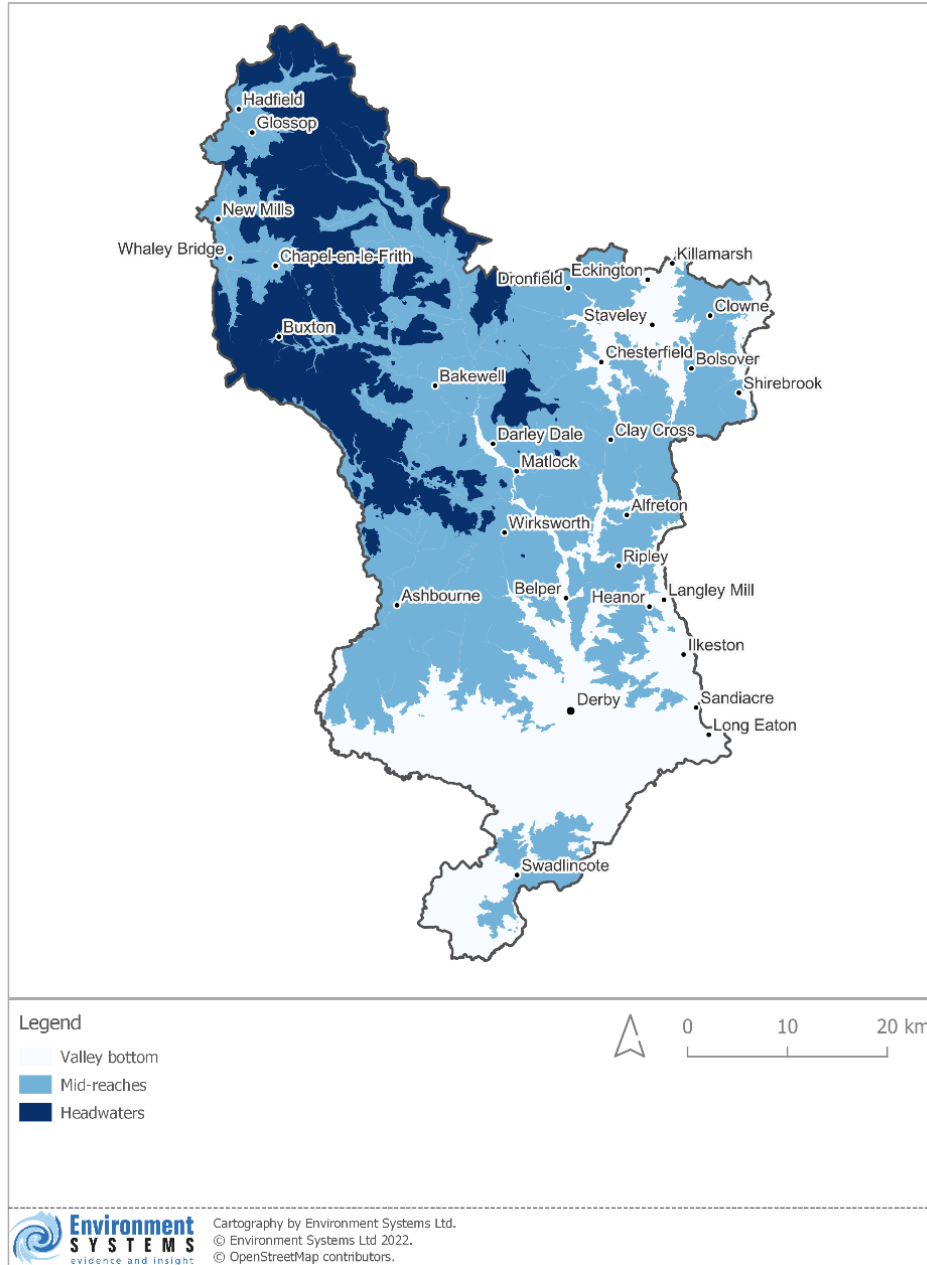 Hadfield
Glossop
New Mills
Whaley Bridge
Chapel-en-le-Frith
Killamarsh
Eckington
Dronfield
Clowne
Staveley
Buxton
Chesterfield
Bolsover
Bakewell
Shirebrook
Darley Dale
Clay Cross
Matlock
Alfreton
Wirksworth
Ripley
Belper
Langley Mill
Ashbourne
Heanor
Ilkeston
Derby
Sandiacre
Long Eaton
Swadlincote
Legend
0 10 20 km
Valley bottom
Mid-reaches
Headwaters
Environment
SYSTEMS
evidence and insight
Cartography by Environment Systems Ltd.
© Environment Systems Ltd 2022.
© OpenStreetMap contributors.